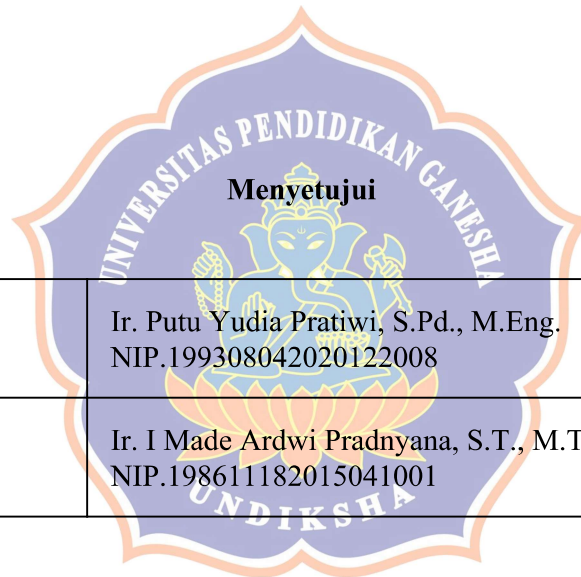 UNIVERSITAS PENDIDIKAN GANESHA
Menyetujui
Ir. Putu Yudia Pratiwi, S.Pd., M.Eng.
NIP.199308042020122008
Ir. I Made Ardwi Pradnyana, S.T., M.T
NIP.198611182015041001
UNDIKSHA